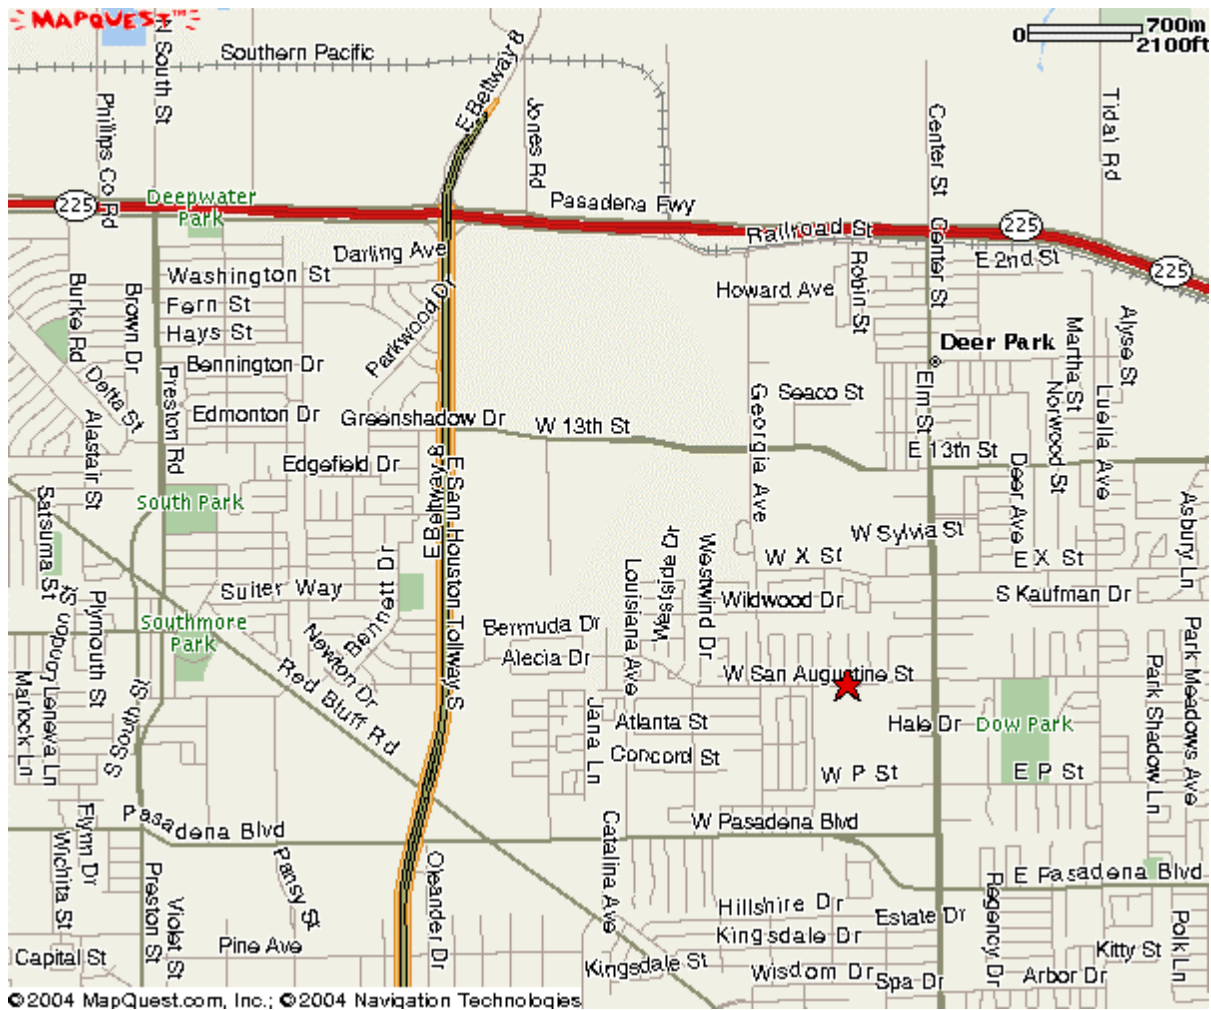 MAPQUEST™
0
700m
2100ft
Southern Pacific
N South St
E Beltway 8
Phillips Co Rd
Jones Rd
Center St
Tidal Rd
225
Deepwater
Park
Pasadena Fwy
Railroad St
225
Center St
E 2nd St
225
Darling Ave
Washington St
Fern St
Hays St
Burke Rd
Brown Dr
Parkwood Dr
Howard Ave
Robin St
Bennington Dr
Deer Park
Martha St
Alyse St
Delta St
Preston Rd
Seaco St
Elm St
Norwood St
Luella Ave
Edmonton Dr
Greenshadow Dr
W 13th St
Georgia Ave
Alastair St
E 13th St
Edgefield Dr
E Beltway 8
E Sam Houston Tollway S
Deer Ave
South Park
Satsuma St
W Sylvia St
Asbury Ln
Westside Dr
Westwind Dr
W X St
E X St
Bennett Dr
Louisiana Ave
Suiter Way
Wildwood Dr
S Kaufman Dr
Plymouth St
Southmore
Park
Bermuda Dr
Newton Dr
Alecia Dr
W San Augustine St
Park Meadows Ave
Park Shadow Ln
Marlock Ln
Leneva Ln
S South St
Red Bluff Rd
Jana Ln
Atlanta St
Hale Dr
Dow Park
Concord St
W P St
E P St
Pasadena Blvd
W Pasadena Blvd
Flynn Dr
Wichita St
Catalina Ave
Pansy St
Oleander Dr
E Pasadena Blvd
Preston St
Violet St
Hillshire Dr
Estate Dr
Regency Dr
Kingsdale Dr
Polk Ln
Pine Ave
Capital St
Kingsdale St
Wisdom Dr
Spa Dr
Arbor Dr
Kitty St
©2004 MapQuest.com, Inc.; ©2004 Navigation Technologies